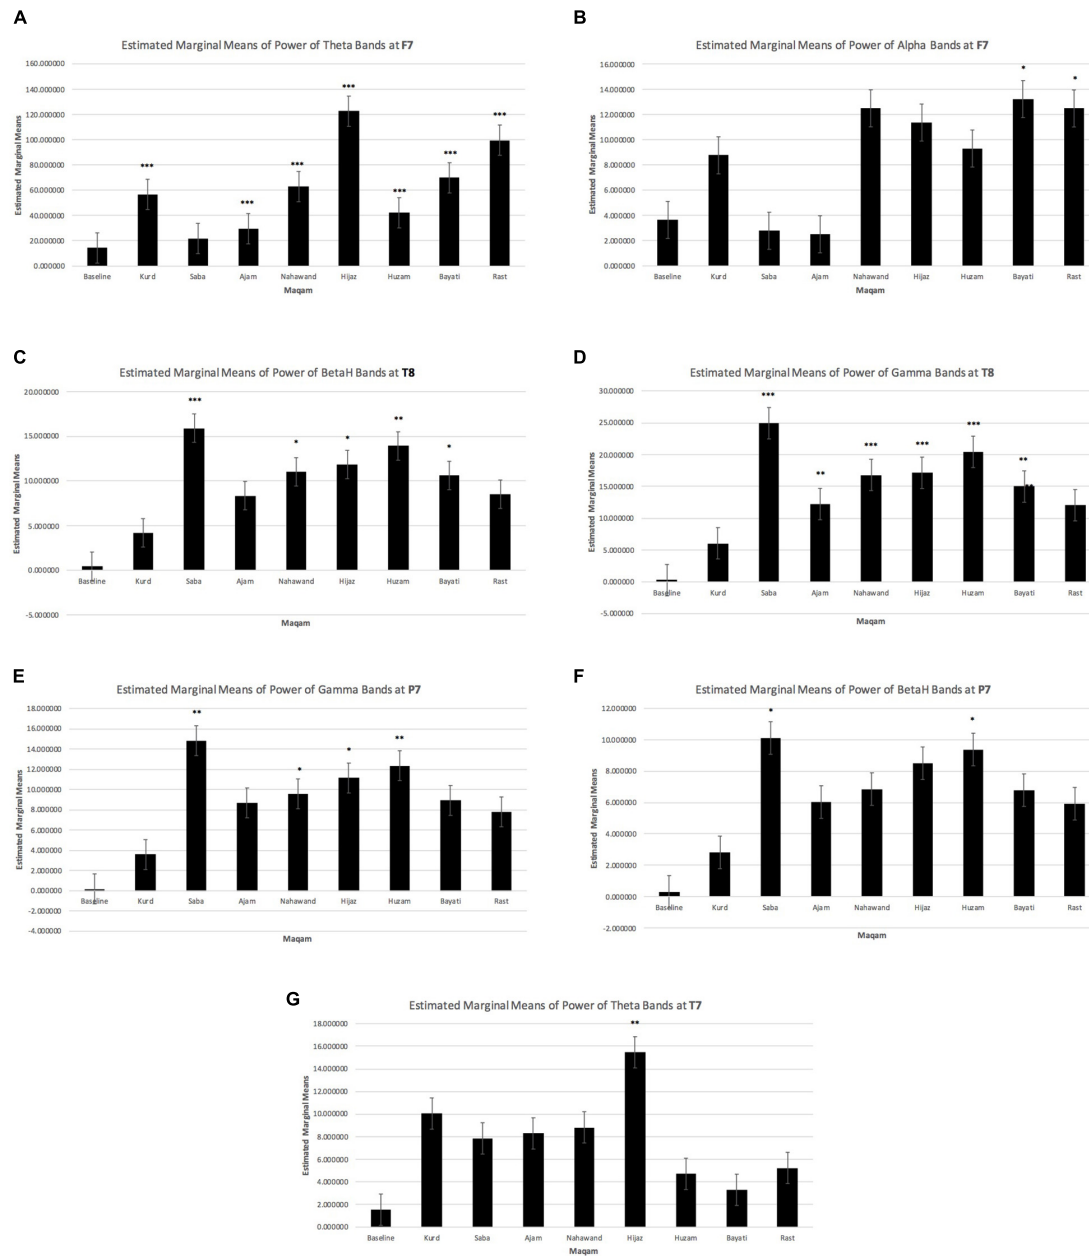 A
Estimated Marginal Means of Power of Theta Bands at F7
Estimated Marginal Means
160.000000
140.000000
120.000000
100.000000
80.000000
60.000000
40.000000
20.000000
0.000000
*** *** *** *** *** *** ***
Baseline Kurd Saba Ajam Nahawand Hijaz Huzam Bayati Rast
Maqam
B
Estimated Marginal Means of Power of Alpha Bands at F7
Estimated Marginal Means
16.000000
14.000000
12.000000
10.000000
8.000000
6.000000
4.000000
2.000000
0.000000
* *
Baseline Kurd Saba Ajam Nahawand Hijaz Huzam Bayati Rast
Maqam
C
Estimated Marginal Means of Power of BetaH Bands at T8
Estimated Marginal Means
20.000000
15.000000
10.000000
5.000000
0.000000
-5.000000
*** * * ** *
Baseline Kurd Saba Ajam Nahawand Hijaz Huzam Bayati Rast
Maqam
D
Estimated Marginal Means of Power of Gamma Bands at T8
Estimated Marginal Means
30.000000
25.000000
20.000000
15.000000
10.000000
5.000000
0.000000
-5.000000
*** ** *** *** *** ** **
Baseline Kurd Saba Ajam Nahawand Hijaz Huzam Bayati Rast
Maqam
E
Estimated Marginal Means of Power of Gamma Bands at P7
Estimated Marginal Means
18.000000
16.000000
14.000000
12.000000
10.000000
8.000000
6.000000
4.000000
2.000000
0.000000
-2.000000
-4.000000
** * * **
Baseline Kurd Saba Ajam Nahawand Hijaz Huzam Bayati Rast
Maqam
F
Estimated Marginal Means of Power of BetaH Bands at P7
Estimated Marginal Means
12.000000
10.000000
8.000000
6.000000
4.000000
2.000000
0.000000
-2.000000
* *
Baseline Kurd Saba Ajam Nahawand Hijaz Huzam Bayati Rast
Maqam
G
Estimated Marginal Means of Power of Theta Bands at T7
Estimated Marginal Means
18.000000
16.000000
14.000000
12.000000
10.000000
8.000000
6.000000
4.000000
2.000000
0.000000
**
Baseline Kurd Saba Ajam Nahawand Hijaz Huzam Bayati Rast
Maqam